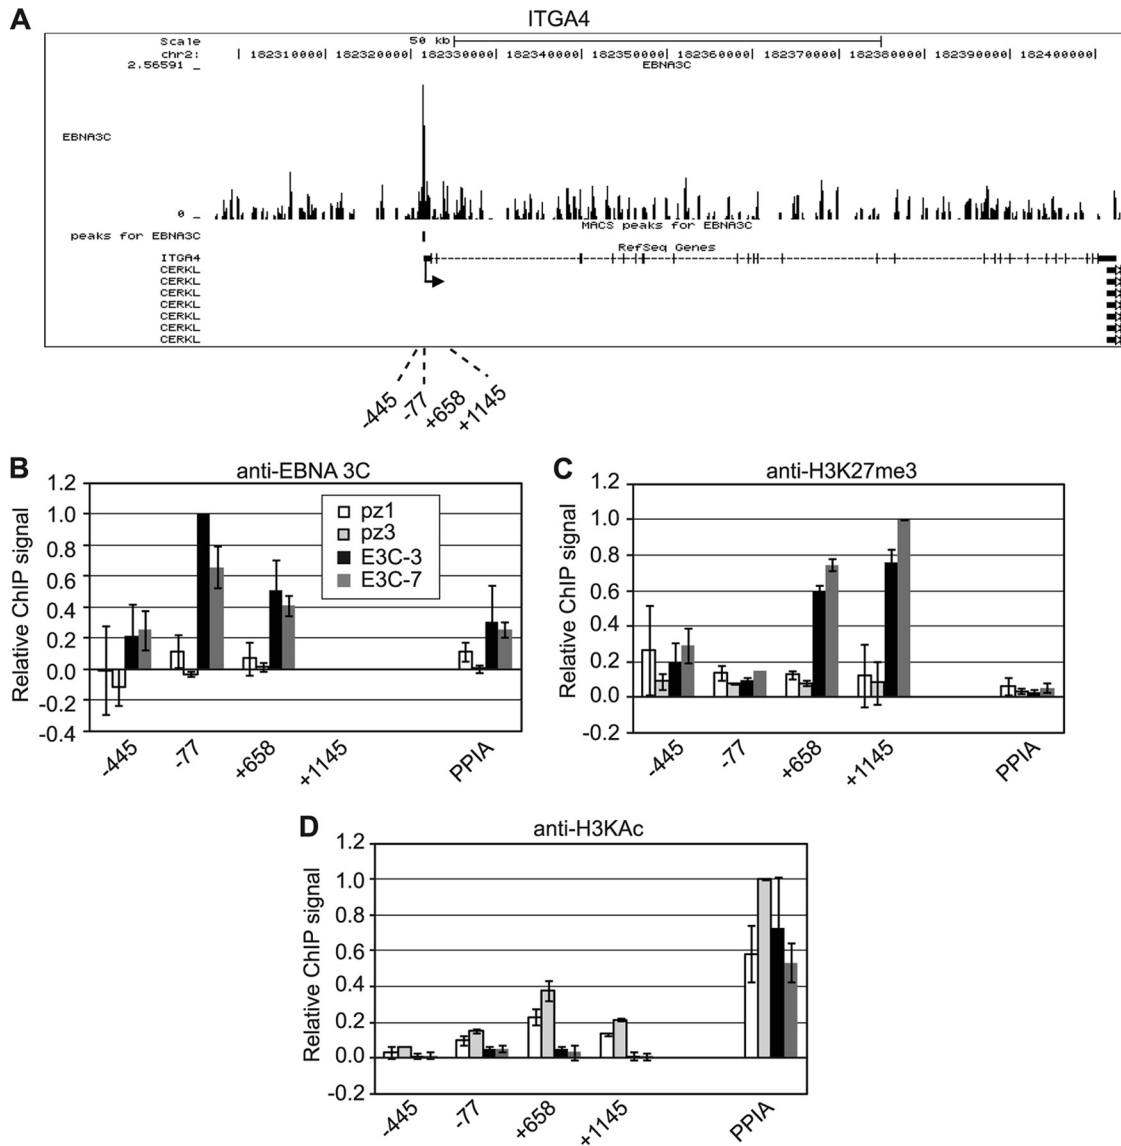 A
ITGA4
Scale
50 kb
chr2:
182310000 182320000 182330000 182340000 182350000 182360000 182370000 182380000 182390000 182400000
2.56591 _
EBNA3C
EBNA3C
0 _
MACS peaks for EBNA3C
peaks for EBNA3C
RefSeq Genes
ITGA4
CERKL
CERKL
CERKL
CERKL
CERKL
CERKL
CERKL
-445
-77
+658
+1145
B
anti-EBNA 3C
Relative ChIP signal
1.2
1.0
0.8
0.6
0.4
0.2
0.0
-0.2
-0.4
pz1
pz3
E3C-3
E3C-7
-445
-77
+658
+1145
PPIA
C
anti-H3K27me3
Relative ChIP signal
1.2
1.0
0.8
0.6
0.4
0.2
0.0
-0.2
-445
-77
+658
+1145
PPIA
D
anti-H3KAc
Relative ChIP signal
1.2
1.0
0.8
0.6
0.4
0.2
0.0
-0.2
-445
-77
+658
+1145
PPIA